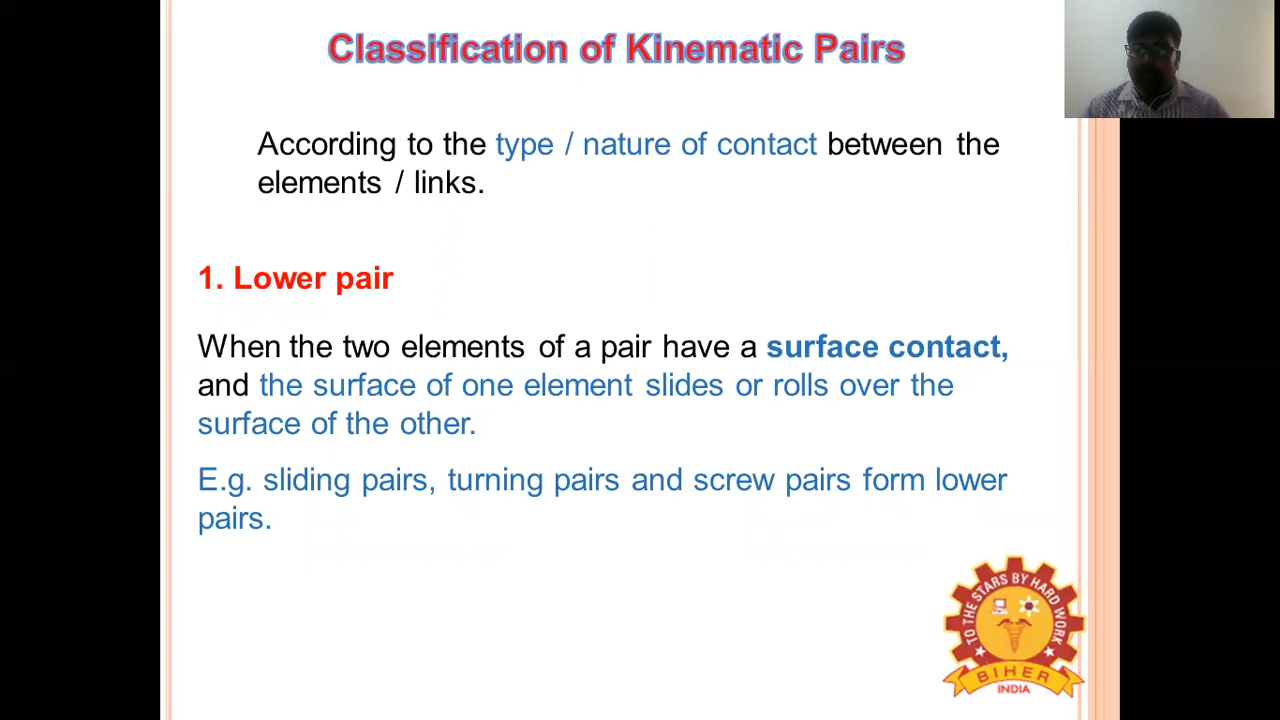 Classification of Kinematic Pairs
According to the type / nature of contact between the
elements / links.
1. Lower pair
When the two elements of a pair have a surface contact,
and the surface of one element slides or rolls over the
surface of the other.
E.g. sliding pairs, turning pairs and screw pairs form lower
pairs.
TO THE STARS BY HARD WORK
BIHER
INDIA